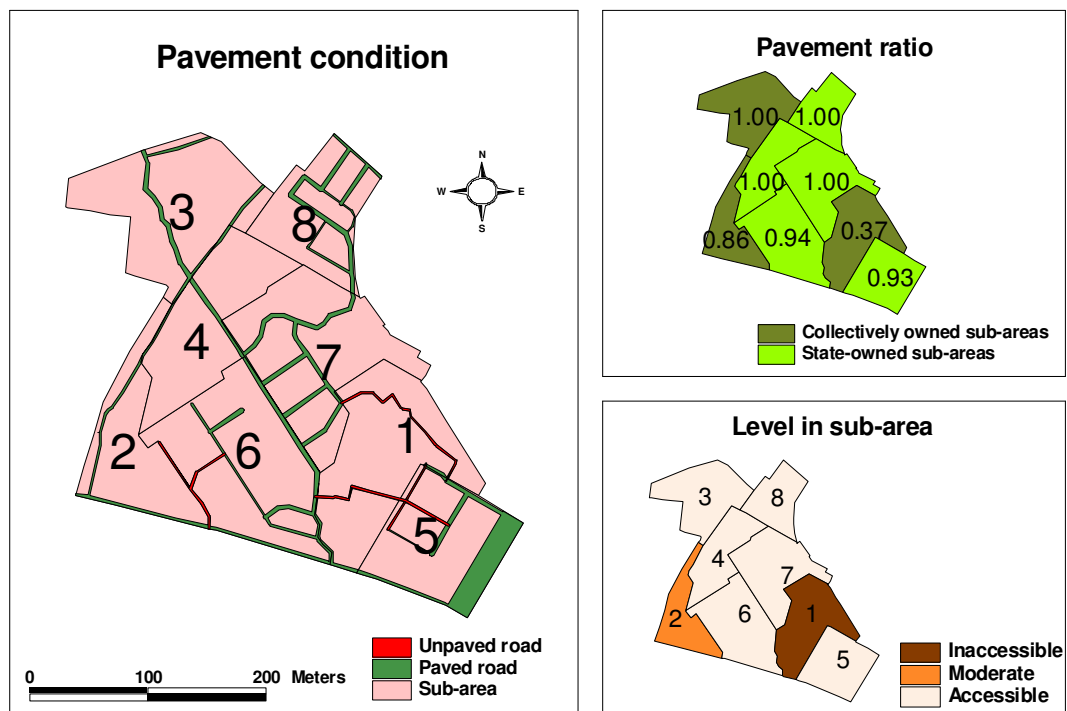 Pavement condition
N
W E
S
3
8
4
7
1
2
6
5
0 100 200 Meters
Unpaved road
Paved road
Sub-area
Pavement ratio
1.00 1.00
1.00 1.00
0.86 0.94 0.37
0.93
Collectively owned sub-areas
State-owned sub-areas
Level in sub-area
3 8
4
7
2 6 1
5
Inaccessible
Moderate
Accessible